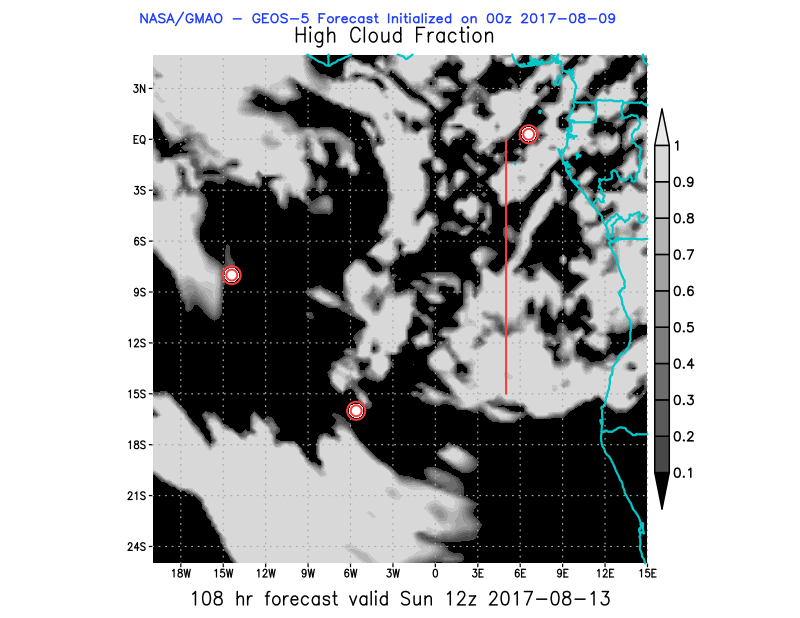 NASA/GMAO - GEOS-5 Forecast Initialized on 00z 2017-08-09
High Cloud Fraction
3N
EQ
3S
6S
9S
12S
15S
18S
21S
24S
18W 15W 12W 9W 6W 3W 0 3E 6E 9E 12E 15E
1
0.9
0.8
0.7
0.6
0.5
0.4
0.3
0.2
0.1
108 hr forecast valid Sun 12z 2017-08-13